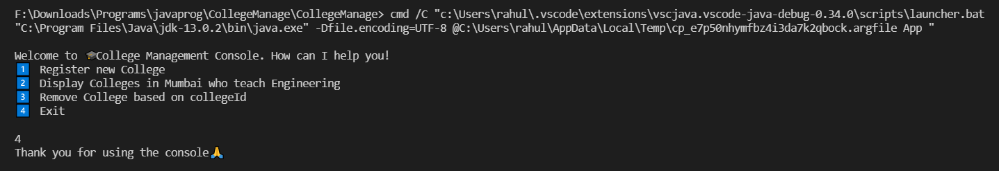 F:\Downloads\Programs\javaprog\CollegeManage\CollegeManage> cmd /C "c:\Users\rahul\.vscode\extensions\vscjava.vscode-java-debug-0.34.0\scripts\launcher.bat
"C:\Program Files\Java\jdk-13.0.2\bin\java.exe" -Dfile.encoding=UTF-8 @C:\Users\rahul\AppData\Local\Temp\cp_e7p50nhymfbz4i3da7k2qbock.argfile App "
Welcome to 🎓College Management Console. How can I help you!
1️⃣ Register new College
2️⃣ Display Colleges in Mumbai who teach Engineering
3️⃣ Remove College based on collegeId
4️⃣ Exit
4
Thank you for using the console🙏